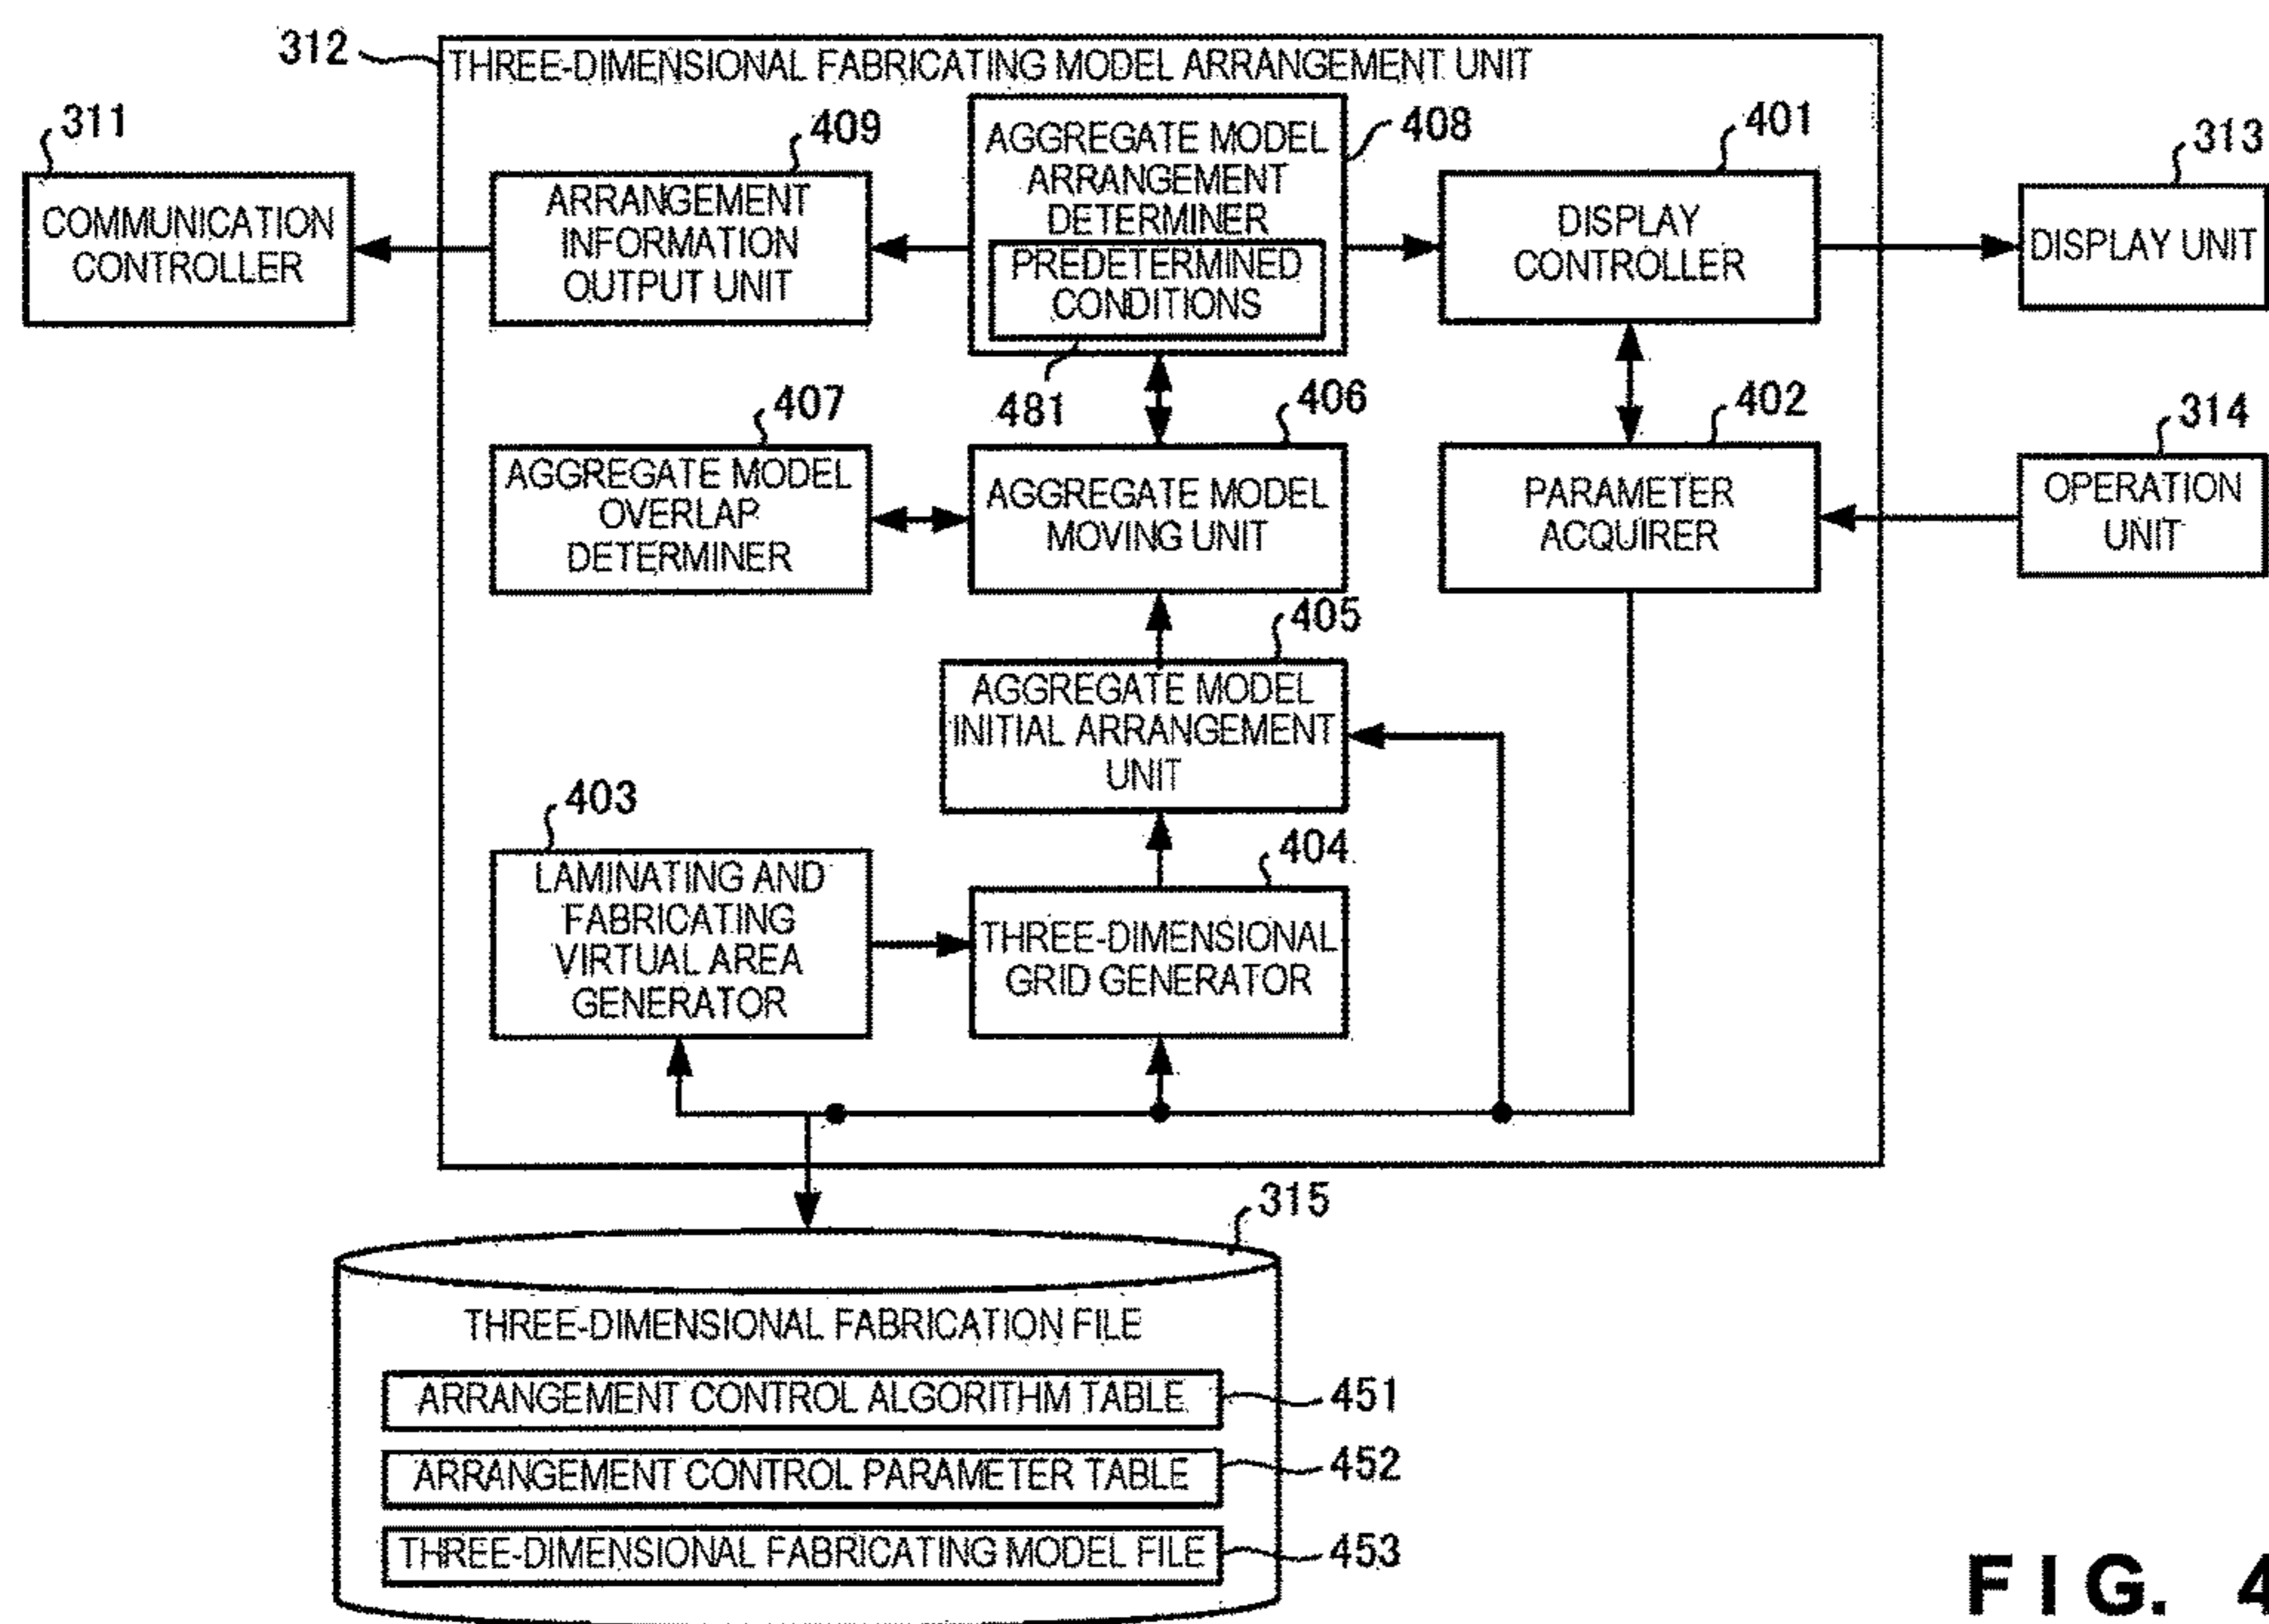 312
THREE-DIMENSIONAL FABRICATING MODEL ARRANGEMENT UNIT
311
COMMUNICATION
CONTROLLER
409
ARRANGEMENT
INFORMATION
OUTPUT UNIT
408
AGGREGATE MODEL
ARRANGEMENT
DETERMINER
PREDETERMINED
CONDITIONS
481
401
DISPLAY
CONTROLLER
313
DISPLAY UNIT
407
AGGREGATE MODEL
OVERLAP
DETERMINER
406
AGGREGATE MODEL
MOVING UNIT
402
PARAMETER
ACQUIRER
314
OPERATION
UNIT
405
AGGREGATE MODEL
INITIAL ARRANGEMENT
UNIT
403
LAMINATING AND
FABRICATING
VIRTUAL AREA
GENERATOR
404
THREE-DIMENSIONAL
GRID GENERATOR
315
THREE-DIMENSIONAL FABRICATION FILE
ARRANGEMENT CONTROL ALGORITHM TABLE
451
ARRANGEMENT CONTROL PARAMETER TABLE
452
THREE-DIMENSIONAL FABRICATING MODEL FILE
453
FIG. 4